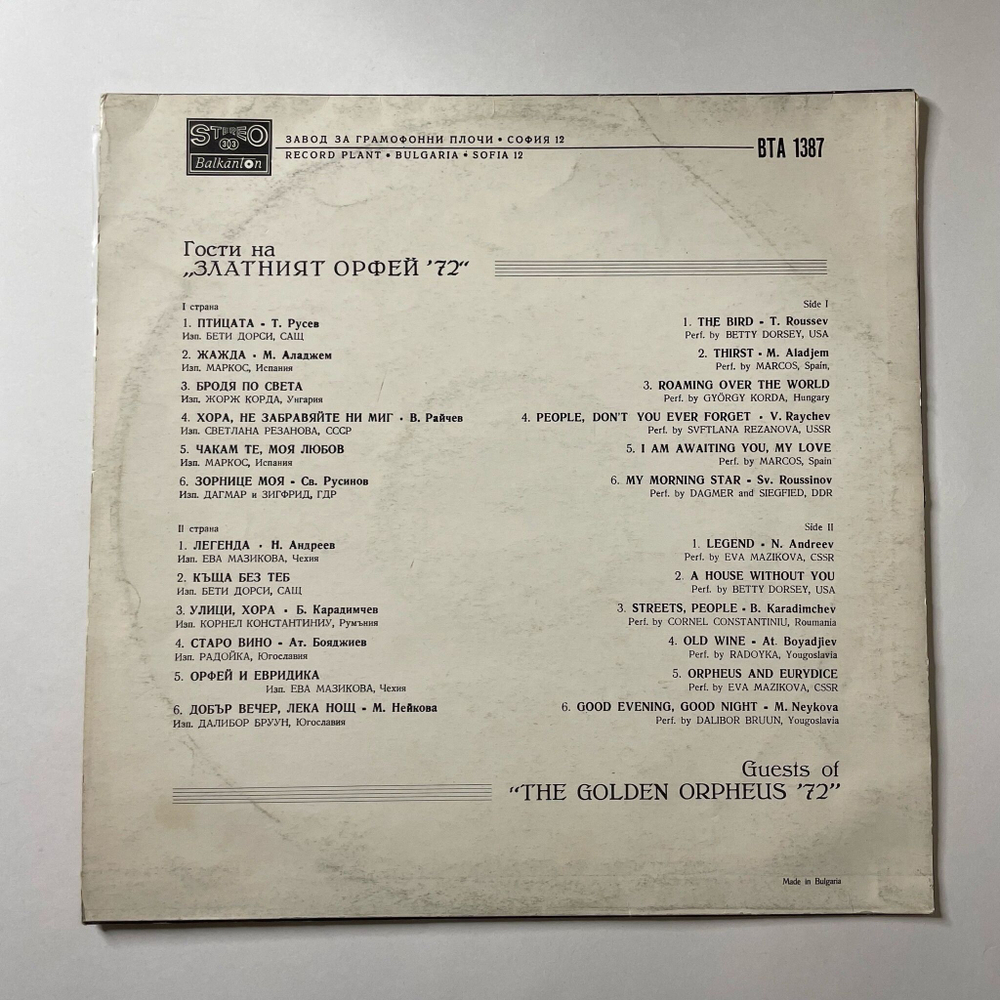 STEREO
33
Balkanton
ЗАВОД ЗА ГРАМОФОННИ ПЛОЧИ • СОФИЯ 12
RECORD PLANT • BULGARIA • SOFIA 12
ВТА 1387
Гости на
„ЗЛАТНИЯТ ОРФЕЙ ’72“
I страна
1. ПТИЦАТА - Т. Русев
Изп. БЕТИ ДОРСИ, САЩ
2. ЖАЖДА - М. Аладжем
Изп. МАРКОС, Испания
3. БРОДЯ ПО СВЕТА
Изп. ЖОРЖ КОРДА, Унгария
4. ХОРА, НЕ ЗАБРАВЯЙТЕ НИ МИГ - В. Райчев
Изп. СВЕТЛАНА РЕЗАНОВА, СССР
5. ЧАКАМ ТЕ, МОЯ ЛЮБОВ
Изп. МАРКОС, Испания
6. ЗОРНИЦЕ МОЯ - Св. Русинов
Изп. ДАГМАР и ЗИГФРИД, ГДР
Side I
1. THE BIRD - T. Roussev
Perf. by BETTY DORSEY, USA
2. THIRST - M. Aladjem
Perf. by MARCOS, Spain,
3. ROAMING OVER THE WORLD
Perf. by GYÖRGY KORDA, Hungary
4. PEOPLE, DON'T YOU EVER FORGET - V. Raychev
Perf. by SVFTLANA REZANOVA, USSR
5. I AM AWAITING YOU, MY LOVE
Perf. by MARCOS, Spain
6. MY MORNING STAR - Sv. Roussinov
Perf. by DAGMER and SIEGFIED, DDR
II страна
1. ЛЕГЕНДА - Н. Андреев
Изп. ЕВА МАЗИКОВА, Чехия
2. КЪЩА БЕЗ ТЕБ
Изп. БЕТИ ДОРСИ, САЩ
3. УЛИЦИ, ХОРА - Б. Карадимчев
Изп. КОРНЕЛ КОНСТАНТИНИУ, Румъния
4. СТАРО ВИНО - Ат. Бояджиев
Изп. РАДОЙКА, Югославия
5. ОРФЕЙ И ЕВРИДИКА
Изп. ЕВА МАЗИКОВА, Чехия
6. ДОБЪР ВЕЧЕР, ЛЕКА НОЩ - М. Нейкова
Изп. ДАЛИБОР БРУУН, Югославия
Side II
1. LEGEND - N. Andreev
Perf. by EVA MAZIKOVA, CSSR
2. A HOUSE WITHOUT YOU
Perf. by BETTY DORSEY, USA
3. STREETS, PEOPLE - B. Karadimchev
Perf. by CORNEL CONSTANTINIU, Roumania
4. OLD WINE - At. Boyadjiev
Perf. by RADOYKA, Yougoslavia
5. ORPHEUS AND EURYDICE
Perf. by EVA MAZIKOVA, CSSR
6. GOOD EVENING, GOOD NIGHT - M. Neykova
Perf. by DALIBOR BRUUN, Yougoslavia
Guests of
“THE GOLDEN ORPHEUS ’72”
Made in Bulgaria